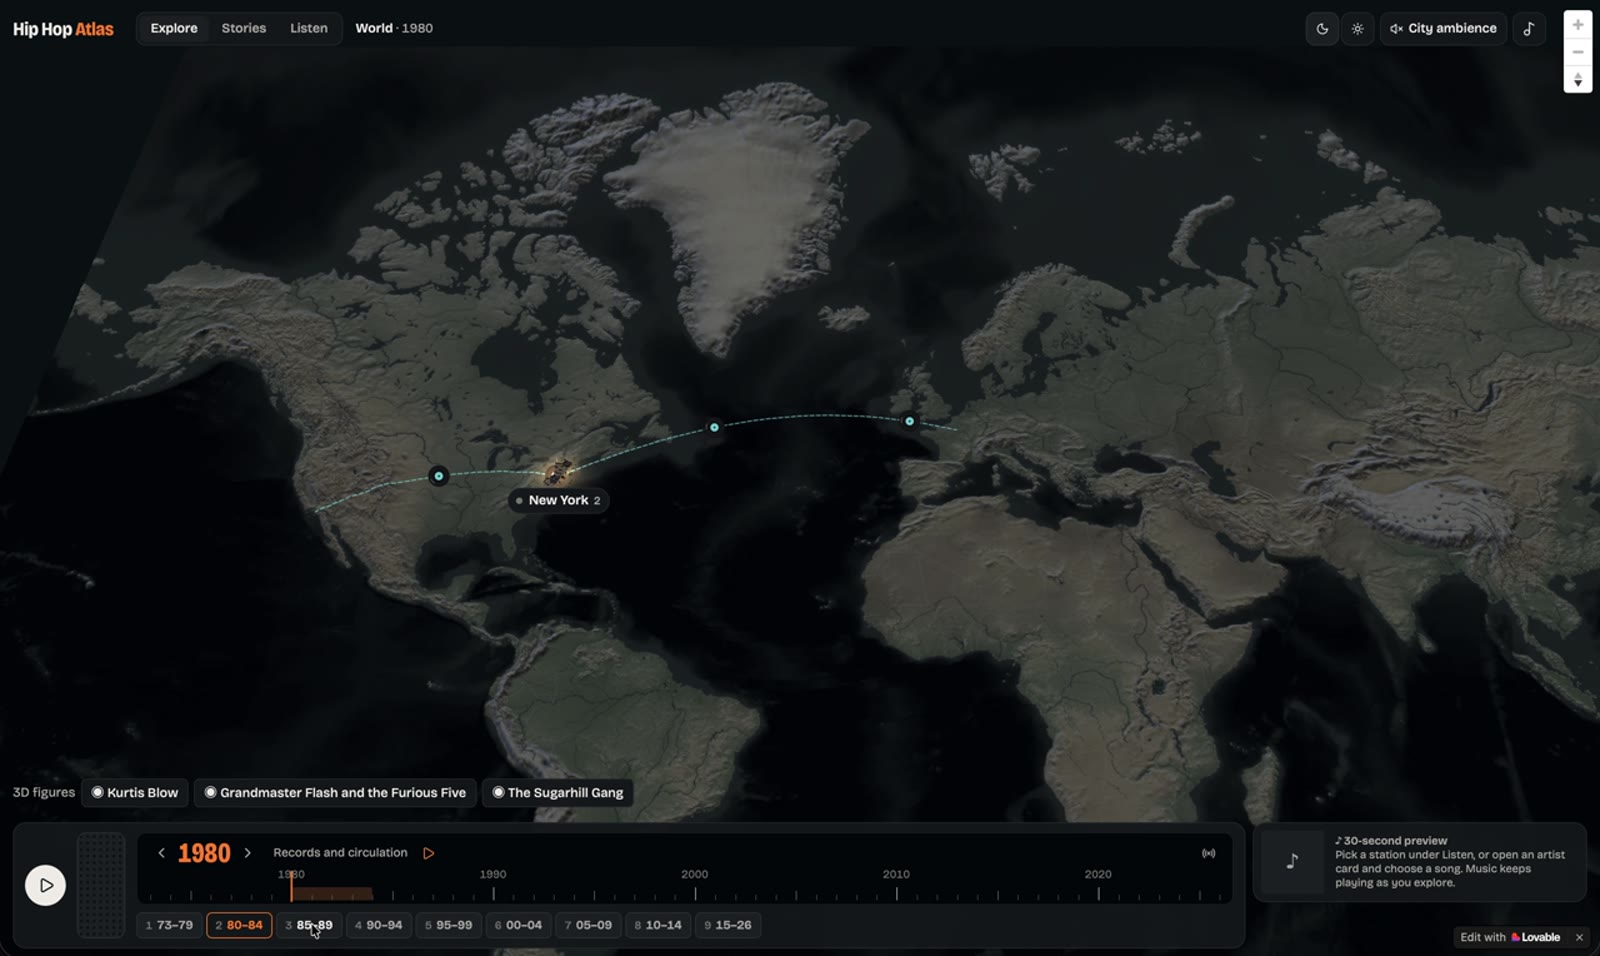 Hip Hop Atlas
Explore
Stories
Listen
World · 1980
City ambience
New York 2
3D figures
Kurtis Blow
Grandmaster Flash and the Furious Five
The Sugarhill Gang
1980
Records and circulation
1980
1990
2000
2010
2020
1 73–79
2 80–84
3 85–89
4 90–94
5 95–99
6 00–04
7 05–09
8 10–14
9 15–26
♪ 30-second preview
Pick a station under Listen, or open an artist
card and choose a song. Music keeps
playing as you explore.
Edit with Lovable